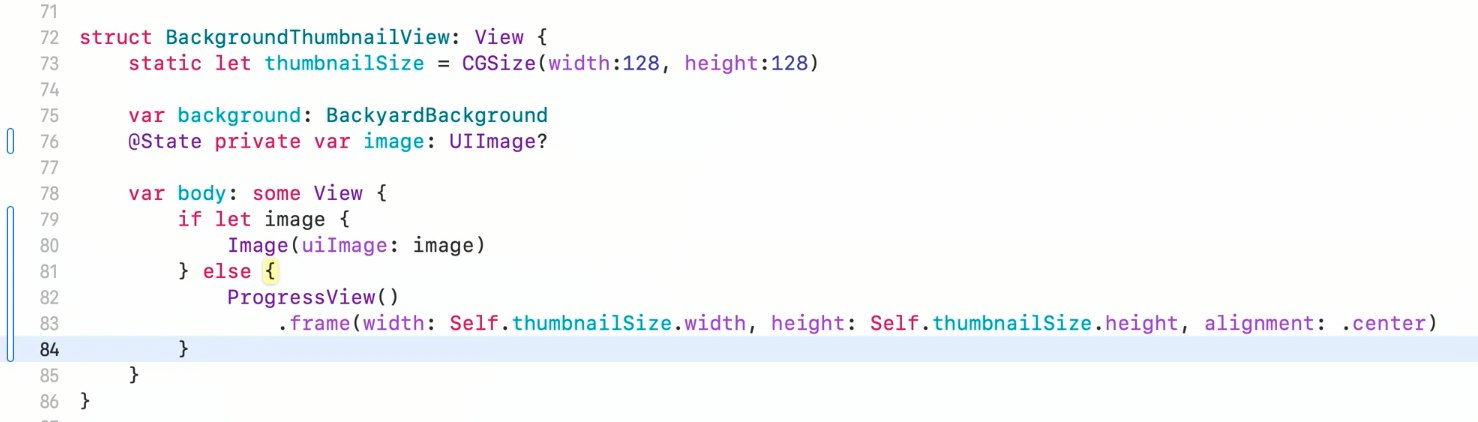 71
72 struct BackgroundThumbnailView: View {
73     static let thumbnailSize = CGSize(width:128, height:128)
74
75     var background: BackyardBackground
76     @State private var image: UIImage?
77
78     var body: some View {
79         if let image {
80             Image(uiImage: image)
81         } else {
82             ProgressView()
83                 .frame(width: Self.thumbnailSize.width, height: Self.thumbnailSize.height, alignment: .center)
84         }
85     }
86 }